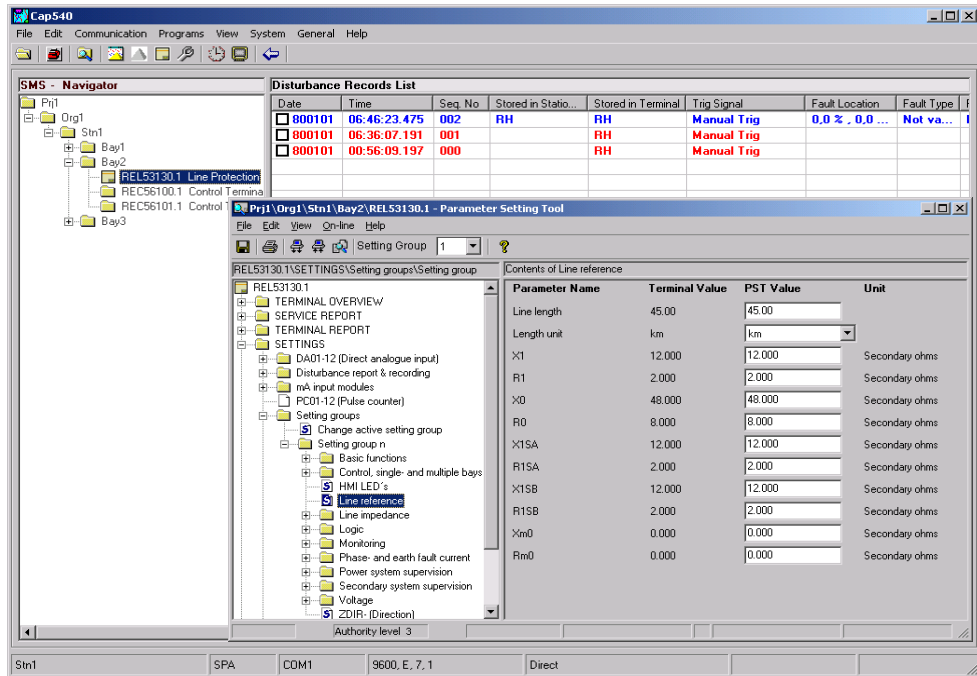 Cap540
File Edit Communication Programs View System General Help
SMS - Navigator
Prj1
Org1
Stn1
Bay1
Bay2
REL53130.1 Line Protection
REC56100.1 Control Termina
REC56101.1 Control
Bay3
Disturbance Records List
Date Time Seq. No Stored in Statio... Stored in Terminal Trig Signal Fault Location Fault Type
800101 06:46:23.475 002 RH RH Manual Trig 0,0 % , 0,0 ... Not va...
800101 06:36:07.191 001 RH Manual Trig
800101 00:56:09.197 000 RH Manual Trig
Prj1\Org1\Stn1\Bay2\REL53130.1 - Parameter Setting Tool
File Edit View On-line Help
Setting Group 1
REL53130.1\SETTINGS\Setting groups\Setting group
REL53130.1
TERMINAL OVERVIEW
SERVICE REPORT
TERMINAL REPORT
SETTINGS
DA01-12 (Direct analogue input)
Disturbance report & recording
mA input modules
PC01-12 (Pulse counter)
Setting groups
Change active setting group
Setting group n
Basic functions
Control, single- and multiple bays
HMI LED´s
Line reference
Line impedance
Logic
Monitoring
Phase- and earth fault current
Power system supervision
Secondary system supervision
Voltage
ZDIR- (Direction)
Contents of Line reference
Parameter Name Terminal Value PST Value Unit
Line length 45.00 45.00
Length unit km km
X1 12.000 12.000 Secondary ohms
R1 2.000 2.000 Secondary ohms
X0 48.000 48.000 Secondary ohms
R0 8.000 8.000 Secondary ohms
X1SA 12.000 12.000 Secondary ohms
R1SA 2.000 2.000 Secondary ohms
X1SB 12.000 12.000 Secondary ohms
R1SB 2.000 2.000 Secondary ohms
Xm0 0.000 0.000 Secondary ohms
Rm0 0.000 0.000 Secondary ohms
Authority level 3
Stn1 SPA COM1 9600, E, 7, 1 Direct